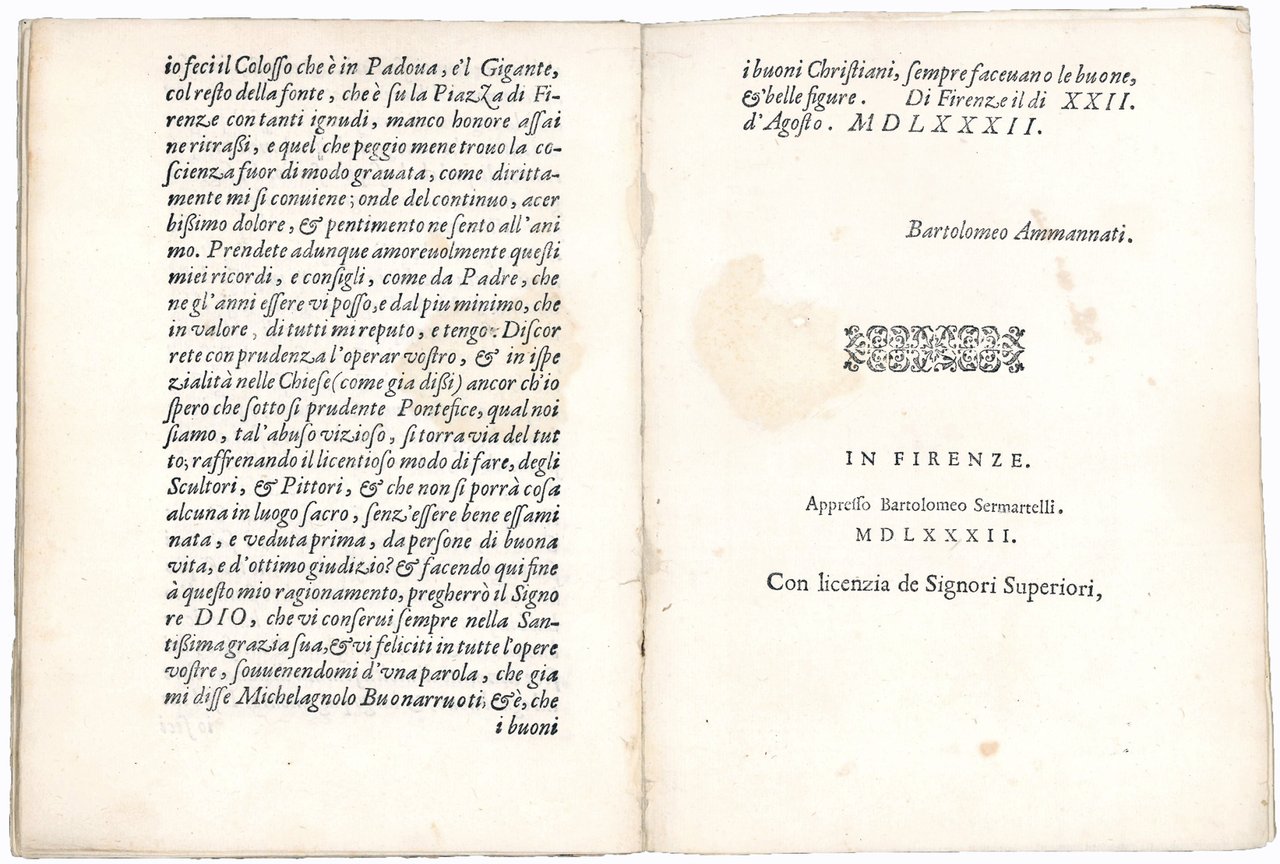 io feci il Colosso che è in Padoua, e'l Gigante,
col resto della fonte, che è su la Piazza di Fi-
renze con tanti ignudi, manco honore assai
ne ritrassi, e quel che peggio me ne trouo la co-
scienza fuor di modo grauata, come diritta-
mente mi si conuiene; onde del continuo, acer
bissimo dolore, & pentimento ne sento all'ani
mo. Prendete adunque amoreuolmente questi
miei ricordi, e consigli, come da Padre, che
ne gl'anni essere vi posso, e dal piu minimo, che
in valore, di tutti mi reputo, e tengo. Discor
rete con prudenza l'operar vostro, & in ispe
zialità nelle Chiese (come gia dissi) ancor ch'io
spero che sotto si prudente Pontefice, qual noi
siamo, tal'abuso vizioso, si torra via del tut
to; raffrenando il licentioso modo di fare, degli
Scultori, & Pittori, & che non si porrà cosa
alcuna in luogo sacro, senz'essere bene essami
nata, e veduta prima, da persone di buona
vita, e d'ottimo giudizio? & facendo qui fine
à questo mio ragionamento, pregherrò il Signo
re DIO, che vi conserui sempre nella San-
tissima grazia sua, & vi feliciti in tutte l'opere
vostre, souuenendomi d'vna parola, che gia
mi disse Michelagnolo Buonarruoti; & è, che
i buoni
i buoni Christiani, sempre faceuano le buone,
& belle figure. Di Firenze il di XXII.
d'Agosto. MDLXXXII.
Bartolomeo Ammannati.
IN FIRENZE.
Appresso Bartolomeo Sermartelli.
MDLXXXII.
Con licenzia de Signori Superiori,